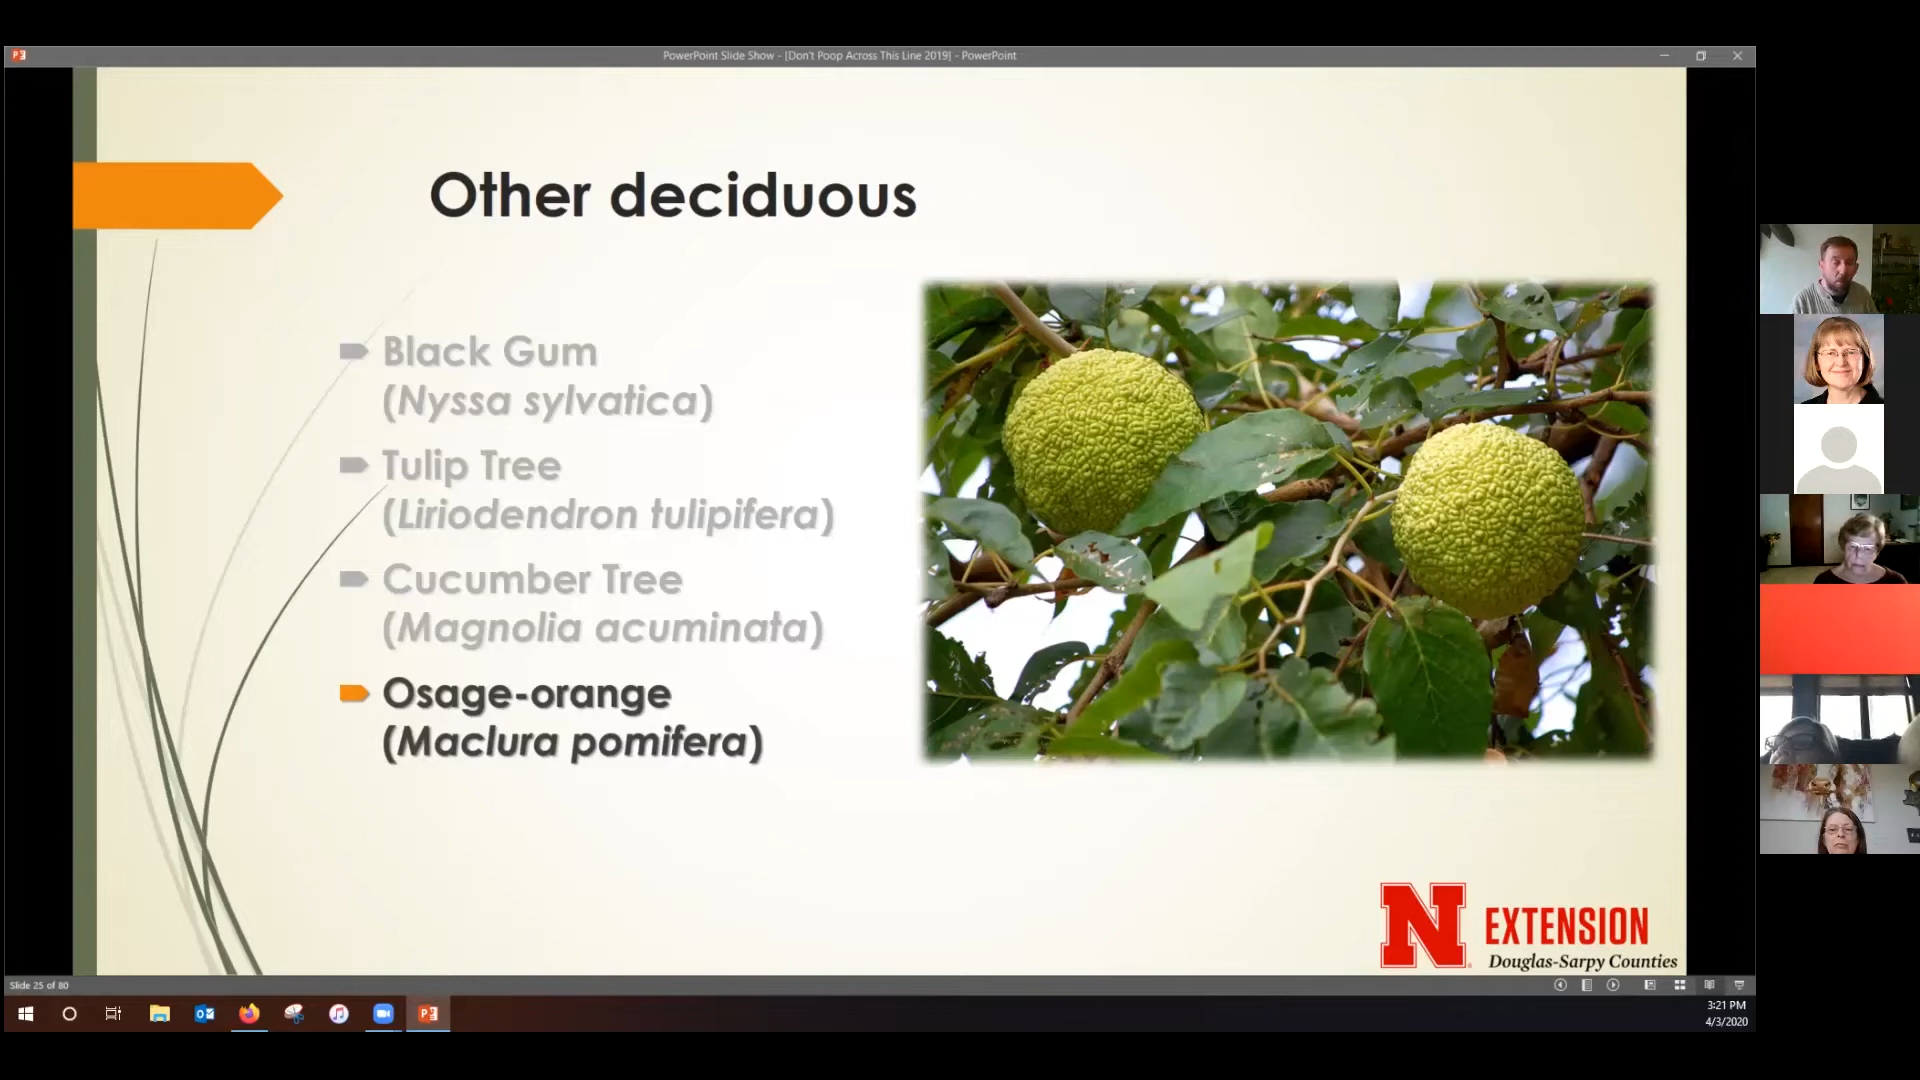 PowerPoint Slide Show - [Don't Poop Across This Line 2019] - PowerPoint
Other deciduous
Black Gum
(Nyssa sylvatica)
Tulip Tree
(Liriodendron tulipifera)
Cucumber Tree
(Magnolia acuminata)
Osage-orange
(Maclura pomifera)
N EXTENSION
Douglas-Sarpy Counties
Slide 25 of 80
3:21 PM
4/3/2020